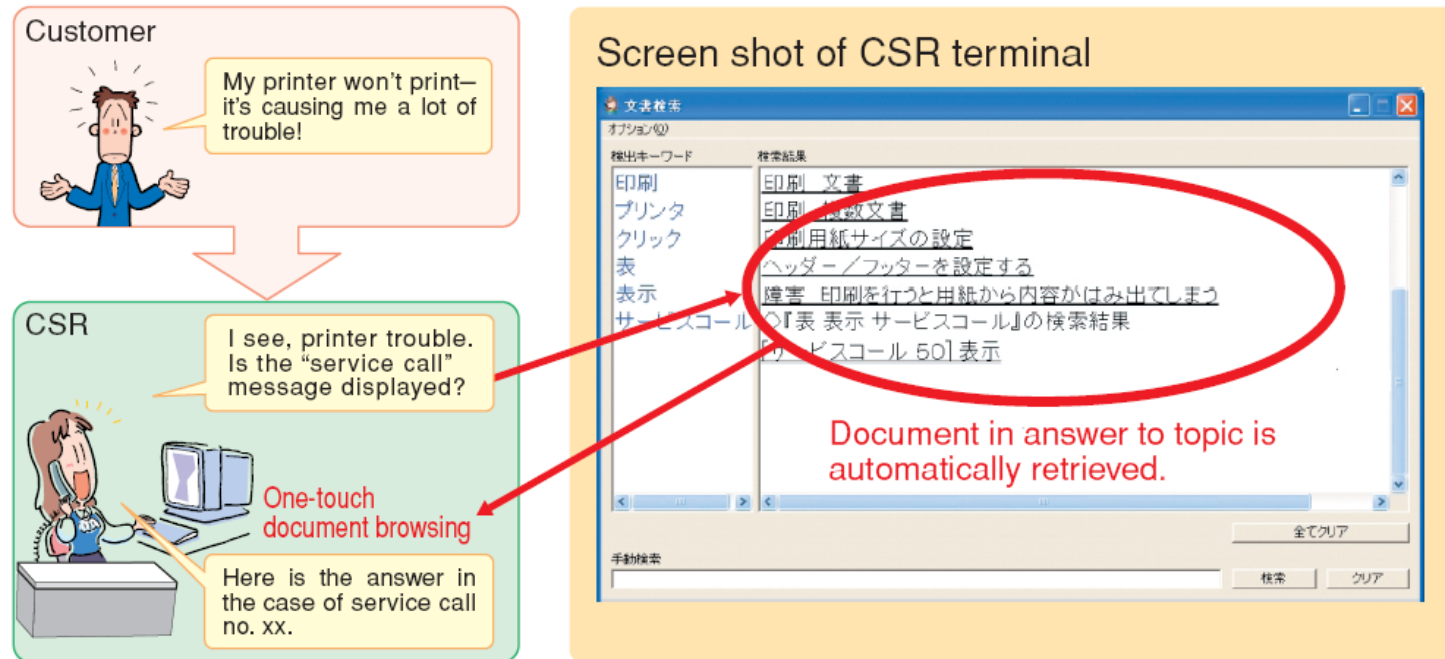 Customer
My printer won't print—
it's causing me a lot of
trouble!
CSR
I see, printer trouble.
Is the “service call”
message displayed?
One-touch
document browsing
Here is the answer in
the case of service call
no. xx.
Screen shot of CSR terminal
文書検索
オプション(O)
検出キーワード
検索結果
印刷
プリンタ
クリック
表
表示
サービスコール
印刷 文書
印刷 複数文書
印刷用紙サイズの設定
ヘッダー／フッターを設定する
障害 印刷を行うと用紙から内容がはみ出てしまう
◇『表 表示 サービスコール』の検索結果
[サービスコール 50] 表示
Document in answer to topic is
automatically retrieved.
全てクリア
手動検索
検索
クリア